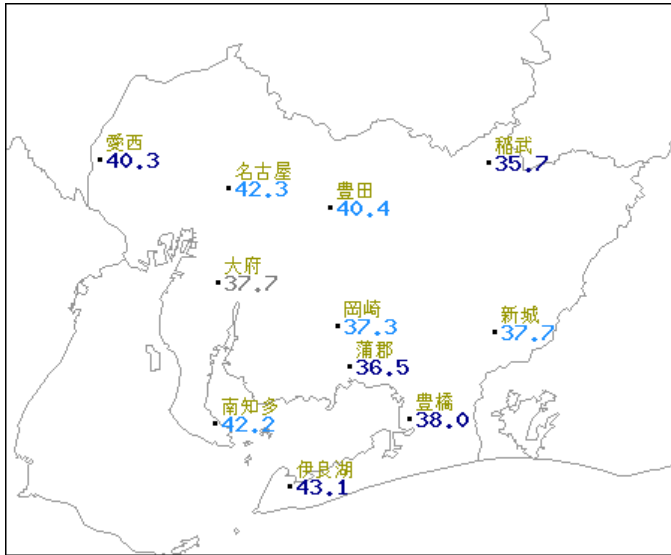 愛西
40.3
稲武
35.7
名古屋
42.3
豊田
40.4
大府
37.7
岡崎
37.3
新城
37.7
蒲郡
36.5
南知多
42.2
豊橋
38.0
伊良湖
43.1